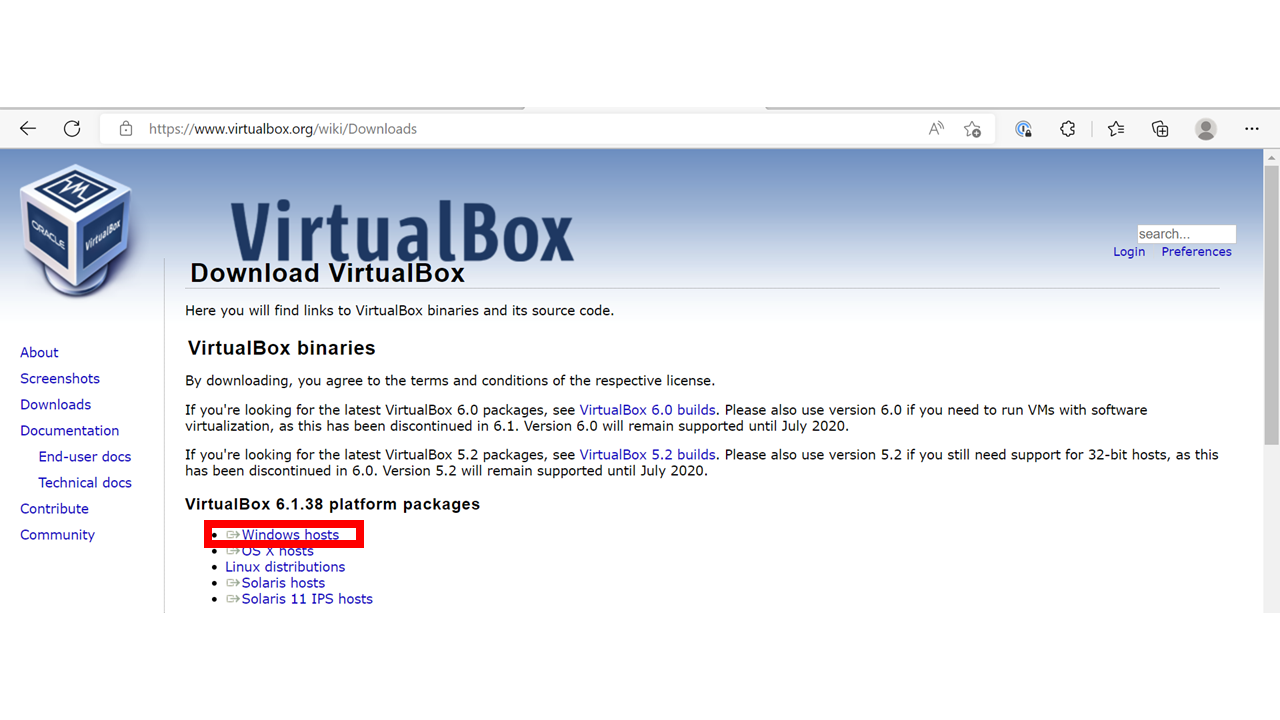 https://www.virtualbox.org/wiki/Downloads
ORACLE
VirtualBox
VirtualBox
search...
Login Preferences
Download VirtualBox
Here you will find links to VirtualBox binaries and its source code.
About
Screenshots
Downloads
Documentation
End-user docs
Technical docs
Contribute
Community
VirtualBox binaries
By downloading, you agree to the terms and conditions of the respective license.
If you're looking for the latest VirtualBox 6.0 packages, see VirtualBox 6.0 builds. Please also use version 6.0 if you need to run VMs with software
virtualization, as this has been discontinued in 6.1. Version 6.0 will remain supported until July 2020.
If you're looking for the latest VirtualBox 5.2 packages, see VirtualBox 5.2 builds. Please also use version 5.2 if you still need support for 32-bit hosts, as this
has been discontinued in 6.0. Version 5.2 will remain supported until July 2020.
VirtualBox 6.1.38 platform packages
Windows hosts
OS X hosts
Linux distributions
Solaris hosts
Solaris 11 IPS hosts